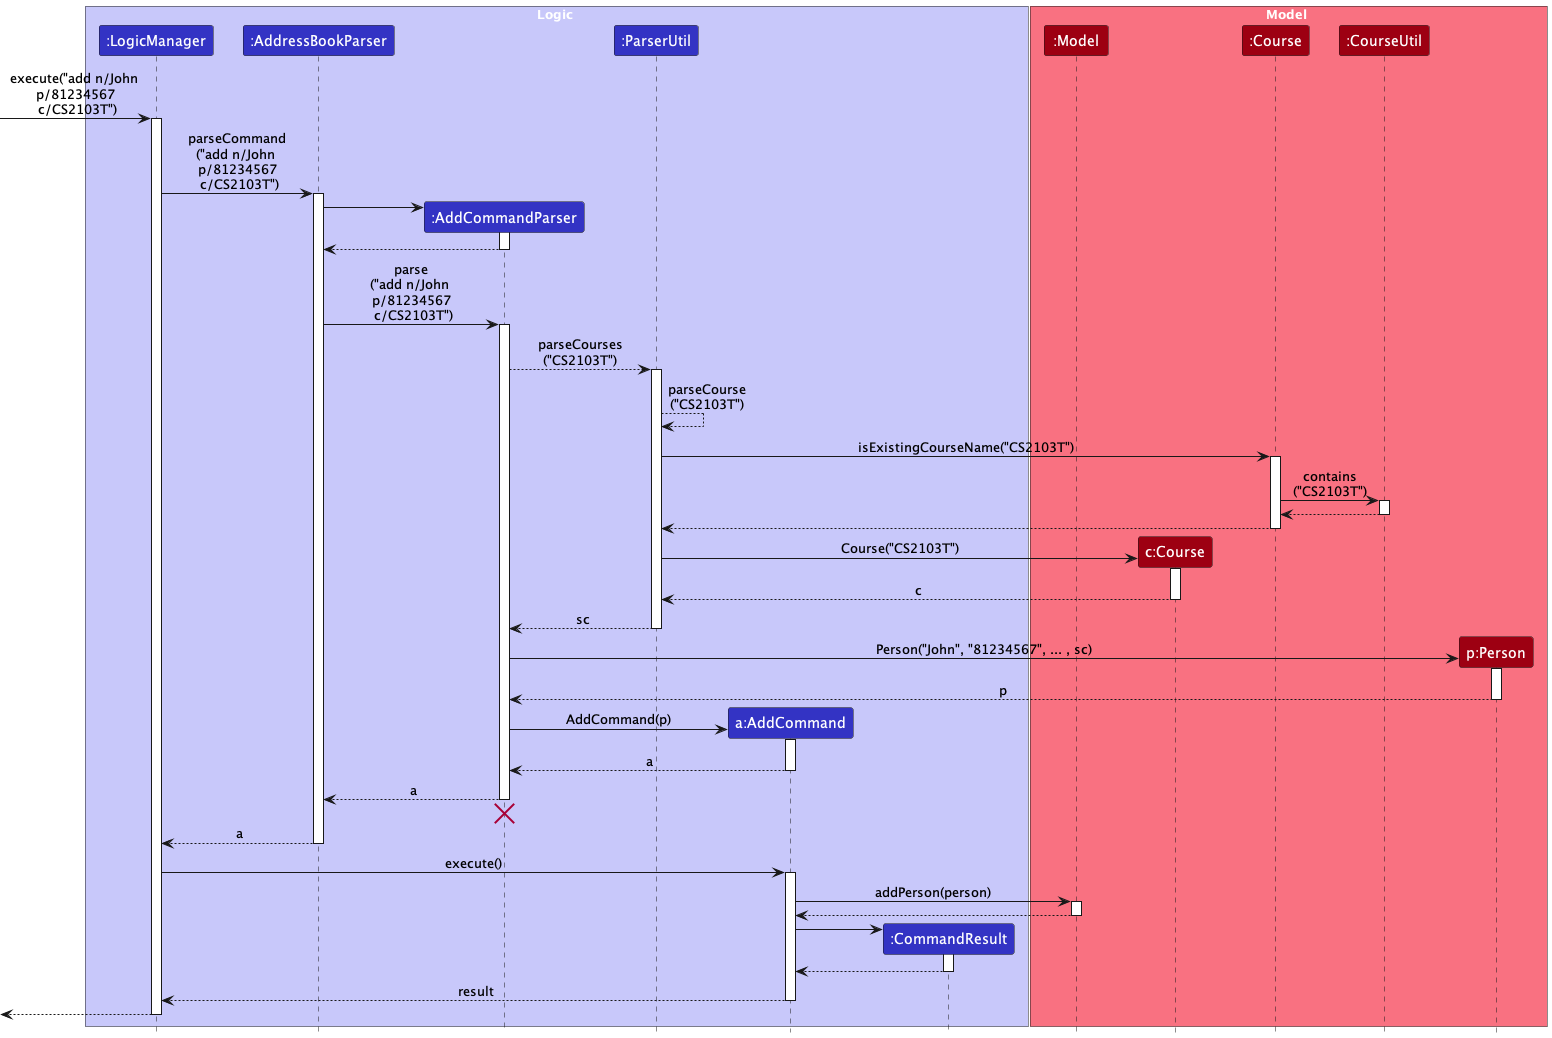 Logic
Model
:LogicManager
:AddressBookParser
:ParserUtil
:Model
:Course
:CourseUtil
execute("add n/John
p/81234567
c/CS2103T")
parseCommand
("add n/John
p/81234567
c/CS2103T")
:AddCommandParser
parse
("add n/John
p/81234567
c/CS2103T")
parseCourses
("CS2103T")
parseCourse
("CS2103T")
isExistingCourseName("CS2103T")
contains
("CS2103T")
Course("CS2103T")
c:Course
c
sc
Person("John", "81234567", ... , sc)
p:Person
p
AddCommand(p)
a:AddCommand
a
a
a
execute()
addPerson(person)
:CommandResult
result